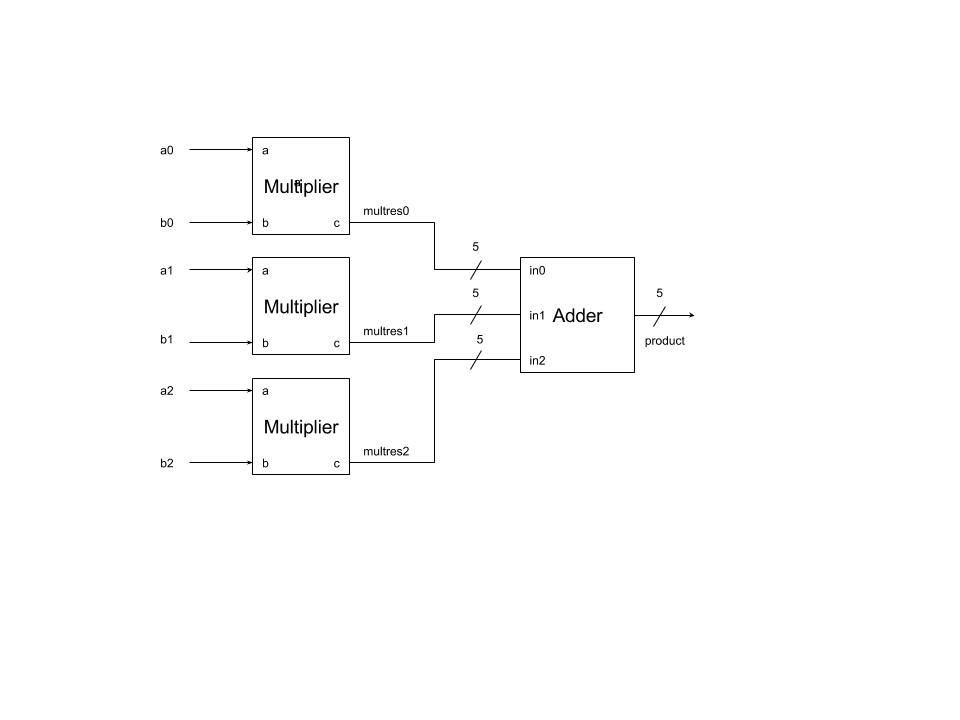 a0
a
Multiplier
b0
b
c
multres0
5
a1
a
in0
5
5
Multiplier
in1
Adder
multres1
product
b1
b
c
5
in2
a2
a
Multiplier
multres2
b2
b
c